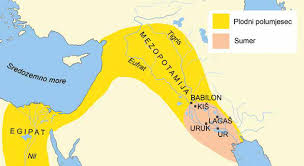 Plodni polumjesec
Sumer
Sredozemno more
MEZOPOTAMIJA
Tigris
Eufrat
BABILON
KIŠ
LAGAŠ
URUK
UR
EGIPAT
Nil